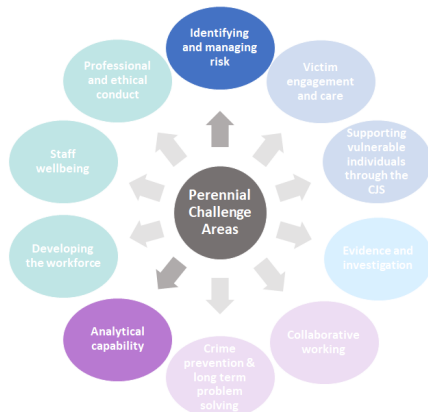 Identifying
and managing
risk
Professional
and ethical
conduct
Victim
engagement
and care
Staff
wellbeing
Supporting
vulnerable
individuals
through the
CJS
Perennial
Challenge
Areas
Developing
the workforce
Evidence and
investigation
Analytical
capability
Collaborative
working
Crime
prevention &
long term
problem
solving